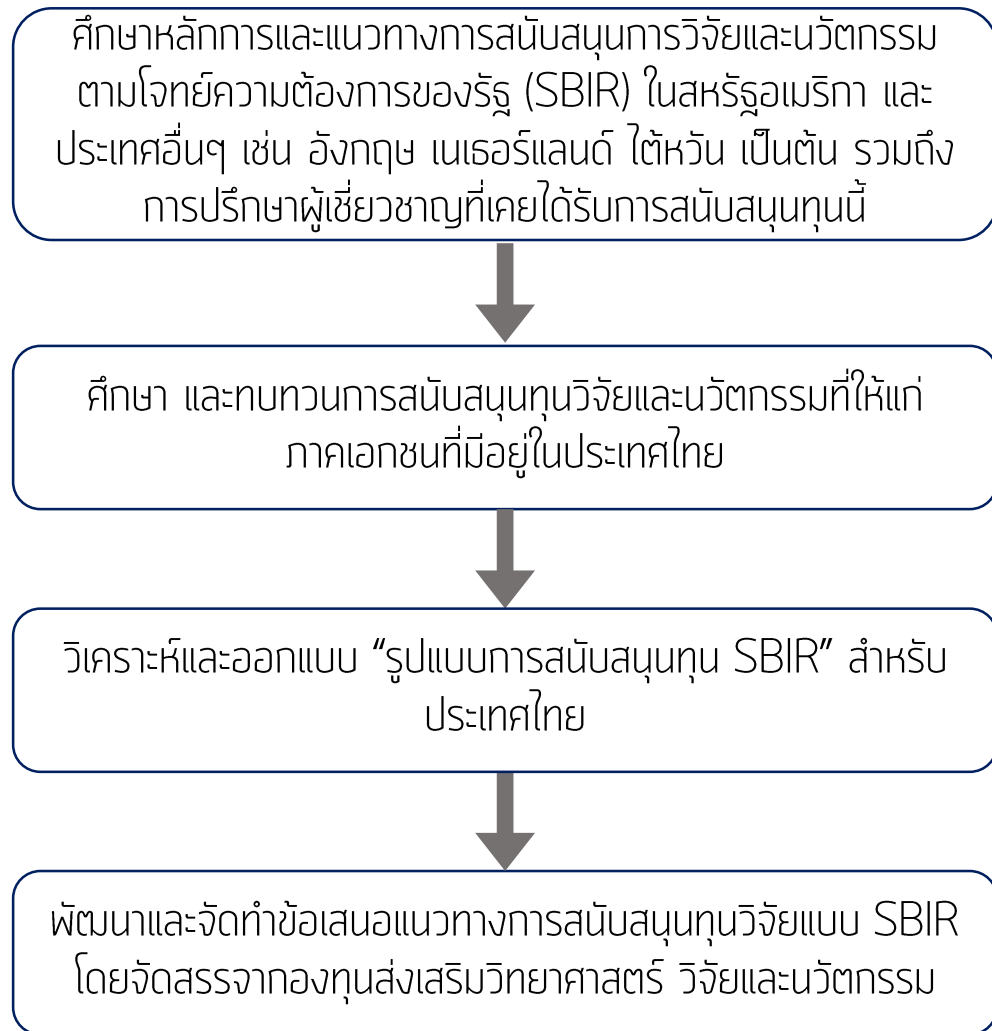 ศึกษาหลักการและแนวทางการสนับสนุนการวิจัยและนวัตกรรม
ตามโจทย์ความต้องการของรัฐ (SBIR) ในสหรัฐอเมริกา และ
ประเทศอื่นๆ เช่น อังกฤษ เนเธอร์แลนด์ ไต้หวัน เป็นต้น รวมถึง
การปรึกษาผู้เชี่ยวชาญที่เคยได้รับการสนับสนุนทุนนี้
ศึกษา และทบทวนการสนับสนุนทุนวิจัยและนวัตกรรมที่ให้แก่
ภาคเอกชนที่มีอยู่ในประเทศไทย
วิเคราะห์และออกแบบ “รูปแบบการสนับสนุนทุน SBIR” สำหรับ
ประเทศไทย
พัฒนาและจัดทำข้อเสนอแนวทางการสนับสนุนทุนวิจัยแบบ SBIR
โดยจัดสรรจากองทุนส่งเสริมวิทยาศาสตร์ วิจัยและนวัตกรรม